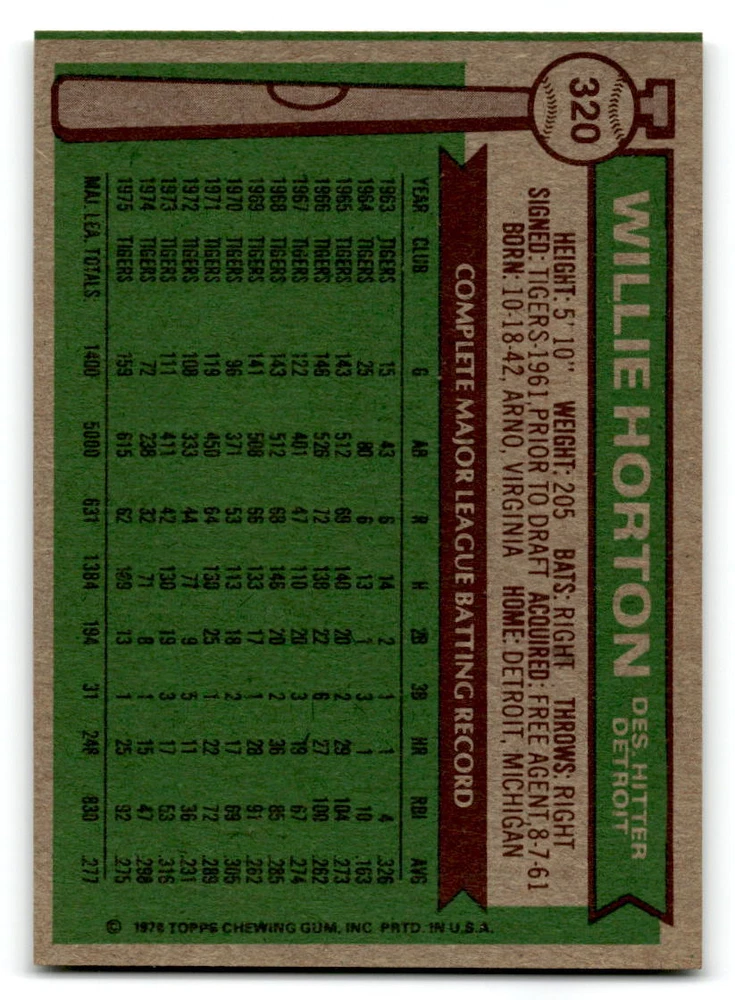 320
WILLIE HORTON DES. HITTER
DETROIT
HEIGHT: 5' 10" WEIGHT: 205 BATS: RIGHT THROWS: RIGHT
SIGNED: TIGERS-1961, PRIOR TO DRAFT ACQUIRED: FREE AGENT, 8-7-61
BORN: 10-18-42, ARNO, VIRGINIA HOME: DETROIT, MICHIGAN
COMPLETE MAJOR LEAGUE BATTING RECORD
YEAR CLUB G AB R H 2B 3B HR RBI AVG
1963 TIGERS 15 43 6 14 2 1 1 4 .326
1964 TIGERS 25 80 6 13 1 3 1 10 .163
1965 TIGERS 143 512 69 140 20 2 29 104 .273
1966 TIGERS 146 526 72 138 22 6 27 100 .262
1967 TIGERS 122 401 47 110 20 3 19 67 .274
1968 TIGERS 143 512 68 146 20 2 36 85 .285
1969 TIGERS 141 508 66 133 17 1 28 91 .262
1970 TIGERS 96 371 53 113 18 2 17 69 .305
1971 TIGERS 119 450 64 130 25 1 22 72 .289
1972 TIGERS 108 333 44 77 9 5 11 36 .231
1973 TIGERS 111 411 42 130 19 3 17 53 .316
1974 TIGERS 72 238 32 71 8 1 15 47 .298
1975 TIGERS 159 615 62 169 13 1 25 92 .275
MAJ. LEA. TOTALS 1400 5000 631 1384 194 31 248 830 .277
© 1976 TOPPS CHEWING GUM, INC. PRTD. IN U.S.A.